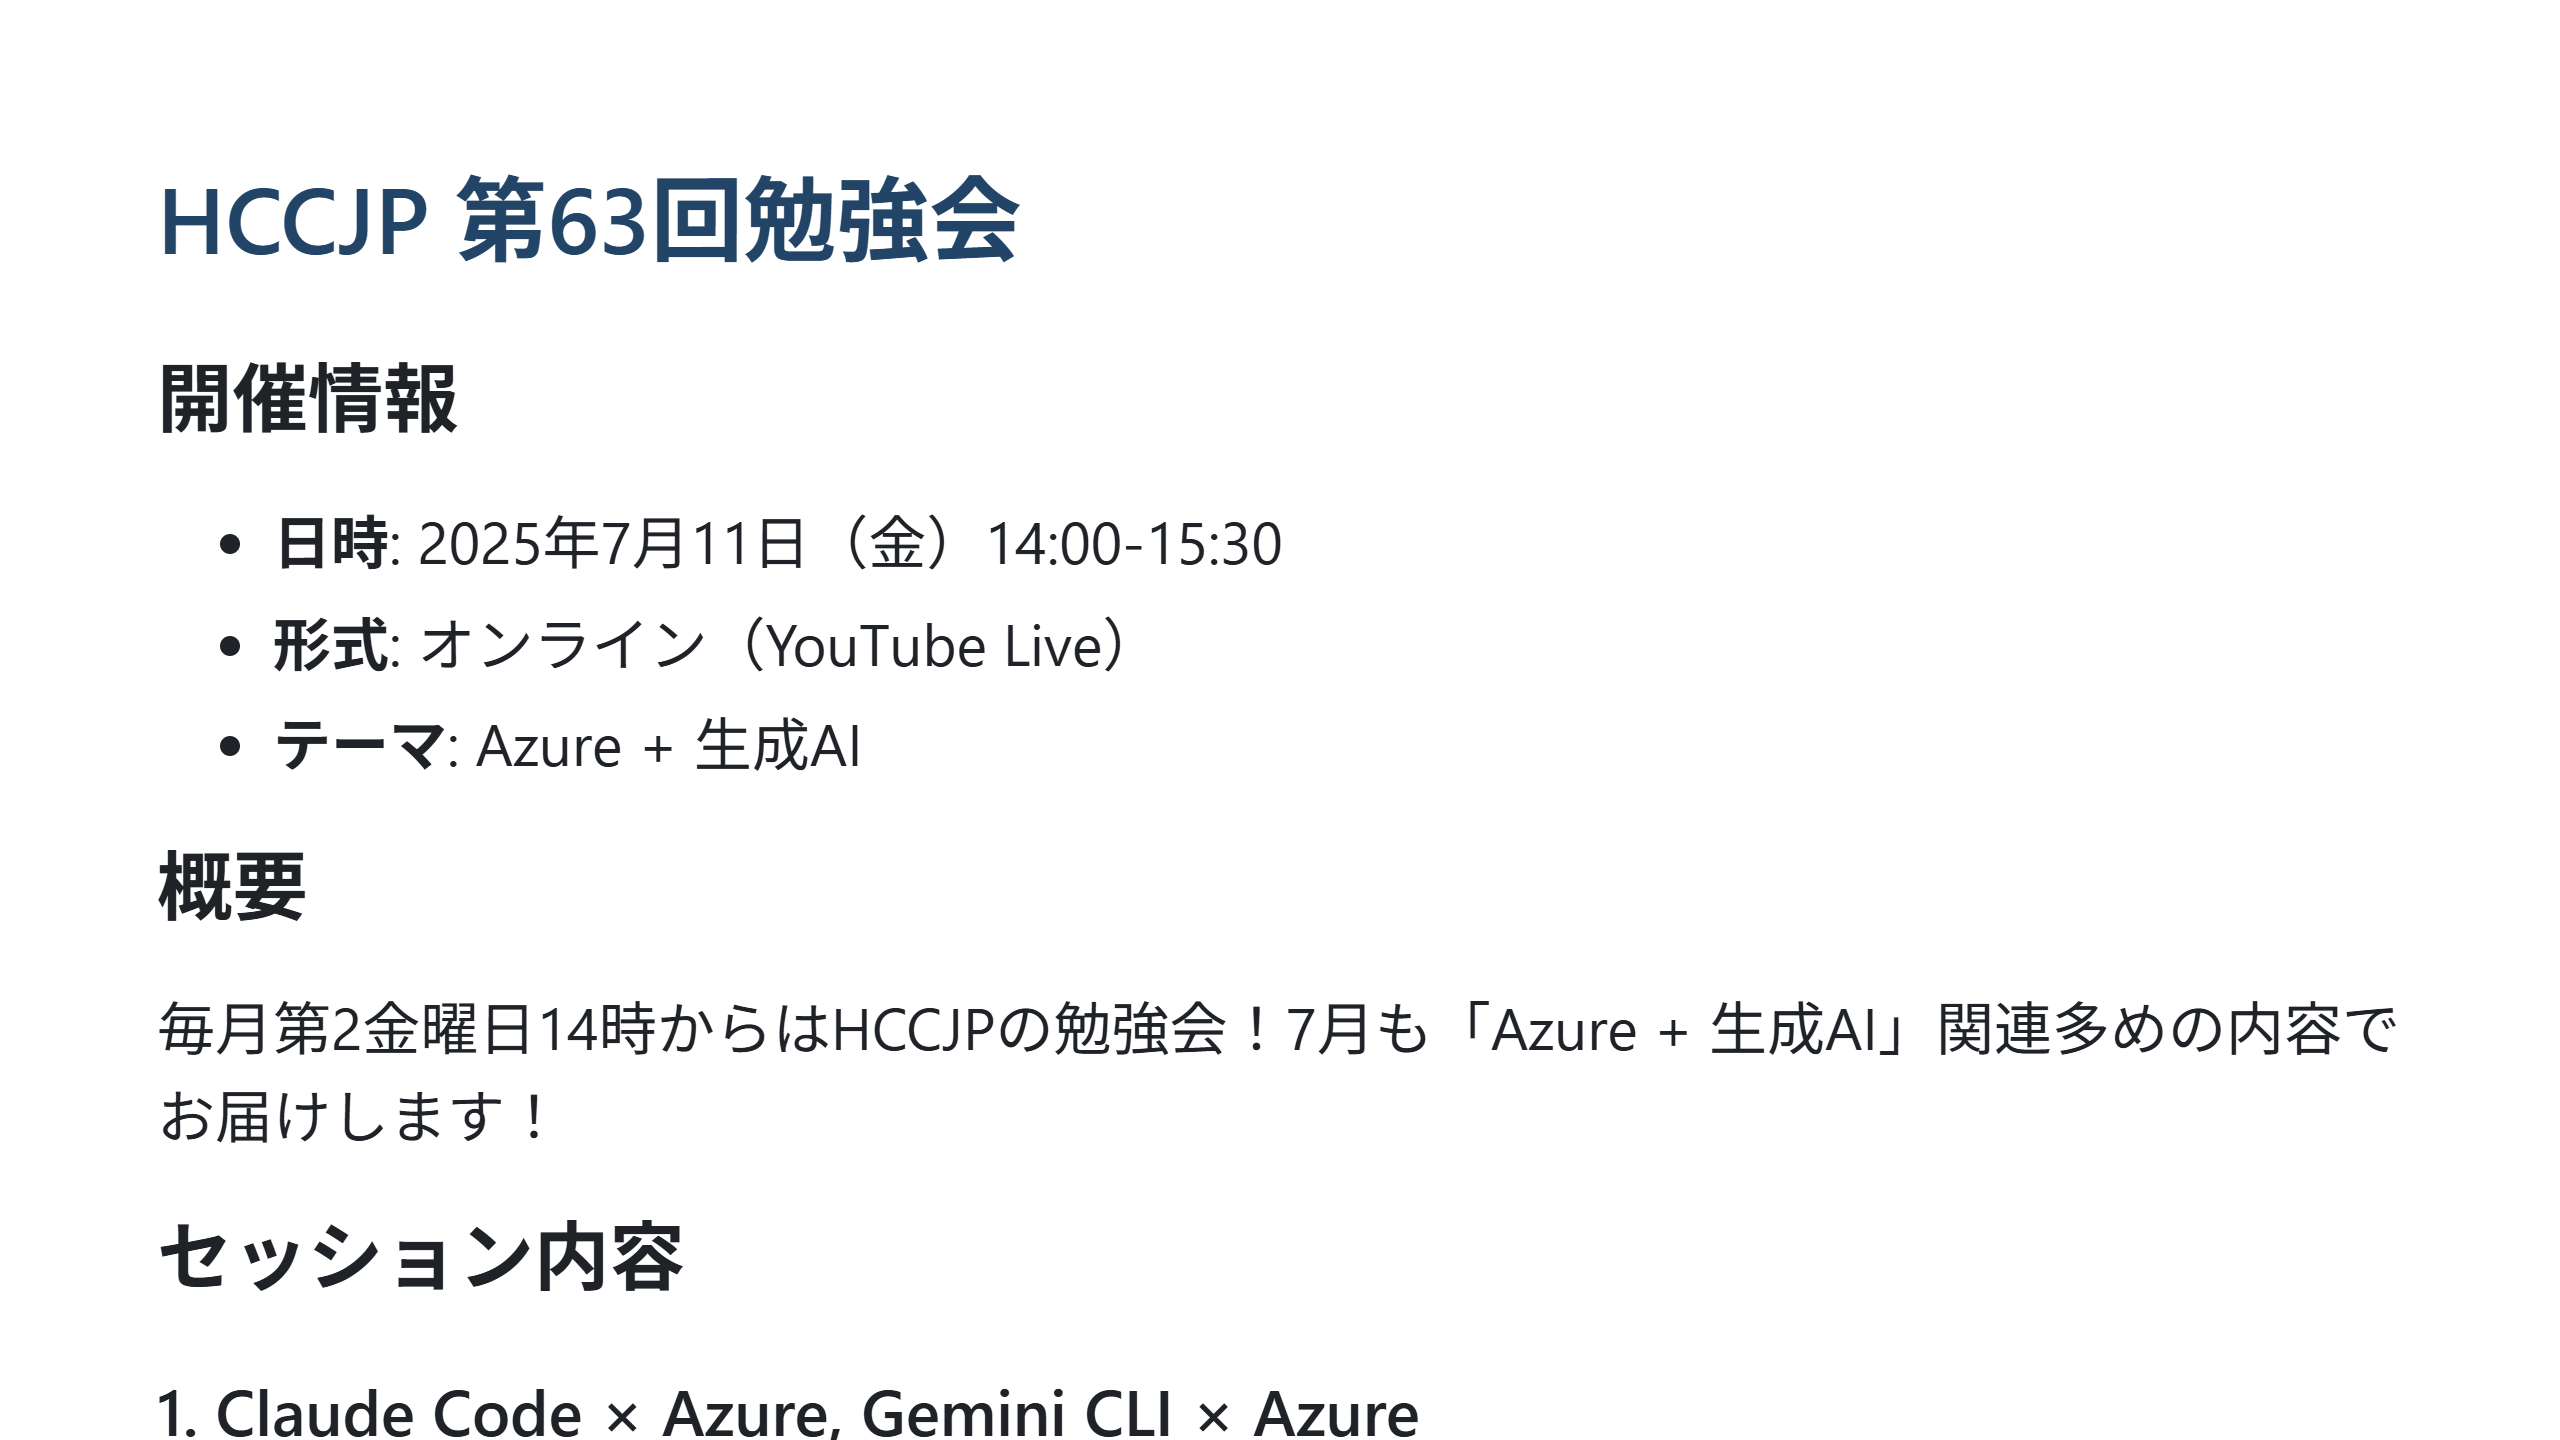 HCCJP 第63回勉強会
開催情報
• 日時: 2025年7月11日（金）14:00-15:30
• 形式: オンライン（YouTube Live）
• テーマ: Azure + 生成AI
概要
毎月第2金曜日14時からはHCCJPの勉強会！7月も「Azure + 生成AI」関連多めの内容で
お届けします！
セッション内容
1. Claude Code × Azure, Gemini CLI × Azure